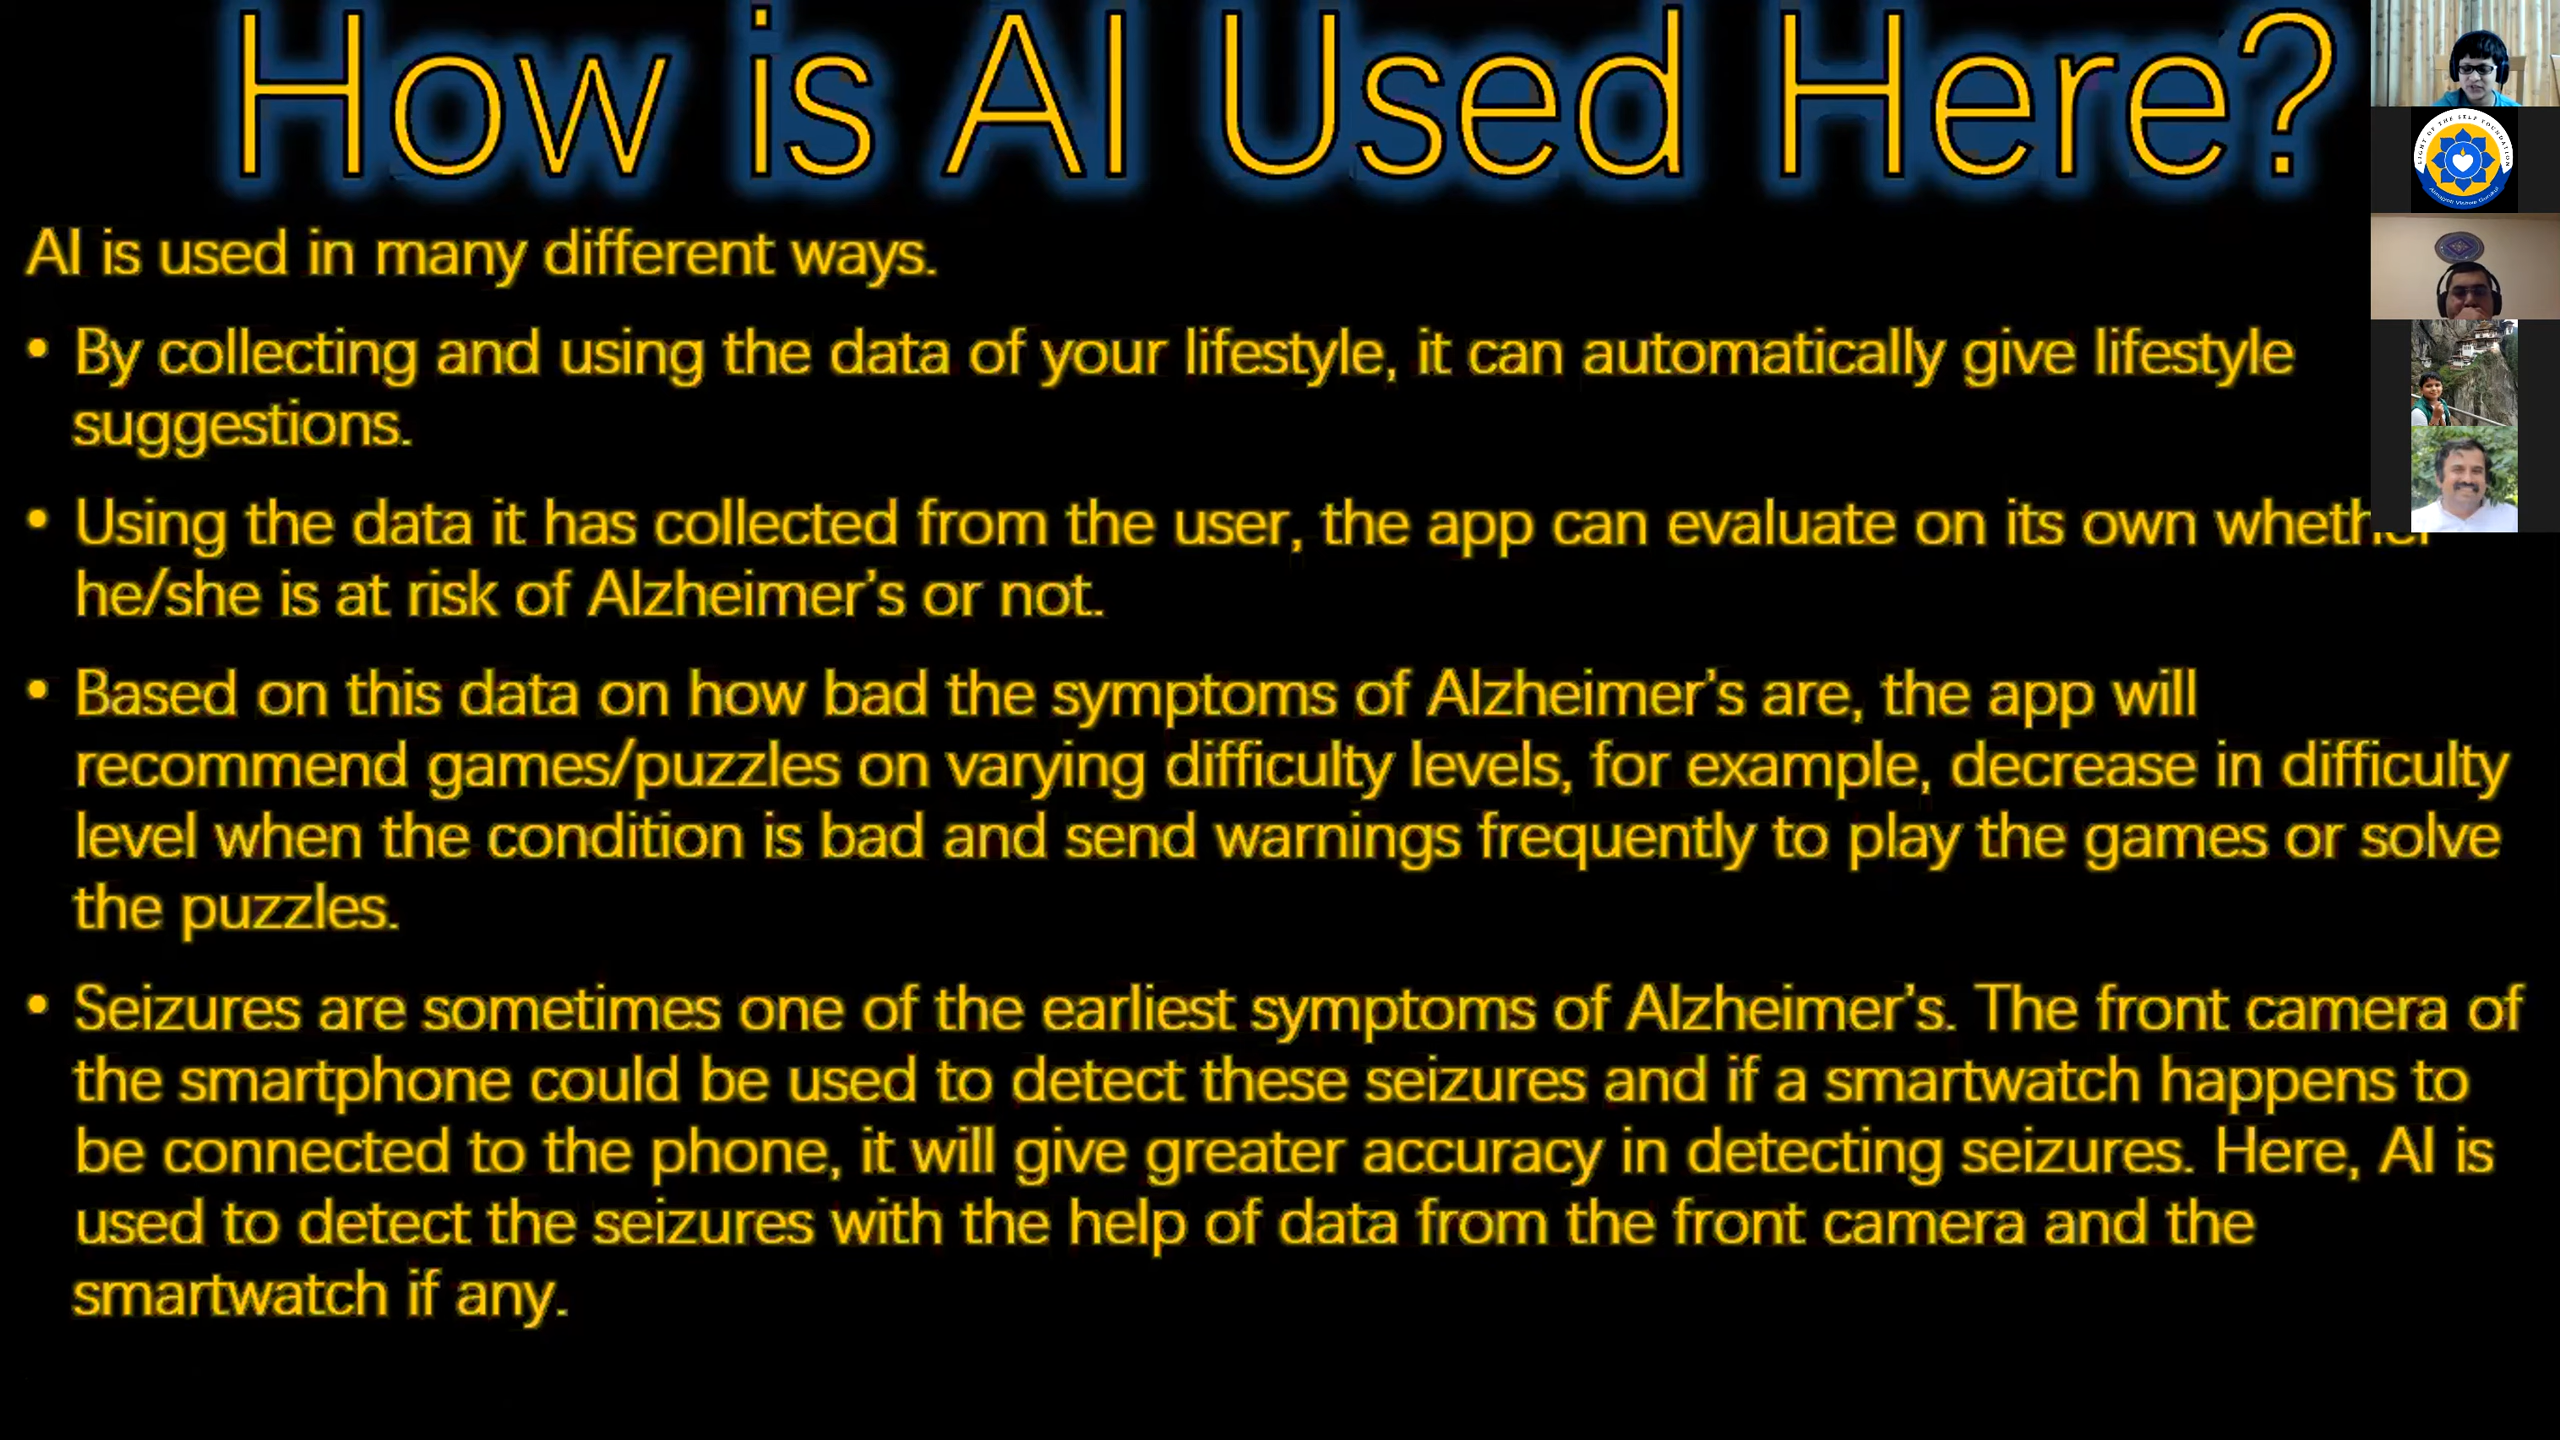 How is AI Used Here?
AI is used in many different ways.
• By collecting and using the data of your lifestyle, it can automatically give lifestyle
suggestions.
• Using the data it has collected from the user, the app can evaluate on its own whether
he/she is at risk of Alzheimer's or not.
• Based on this data on how bad the symptoms of Alzheimer's are, the app will
recommend games/puzzles on varying difficulty levels, for example, decrease in difficulty
level when the condition is bad and send warnings frequently to play the games or solve
the puzzles.
• Seizures are sometimes one of the earliest symptoms of Alzheimer's. The front camera of
the smartphone could be used to detect these seizures and if a smartwatch happens to
be connected to the phone, it will give greater accuracy in detecting seizures. Here, AI is
used to detect the seizures with the help of data from the front camera and the
smartwatch if any.
LIGHT OF THE SELF FOUNDATION